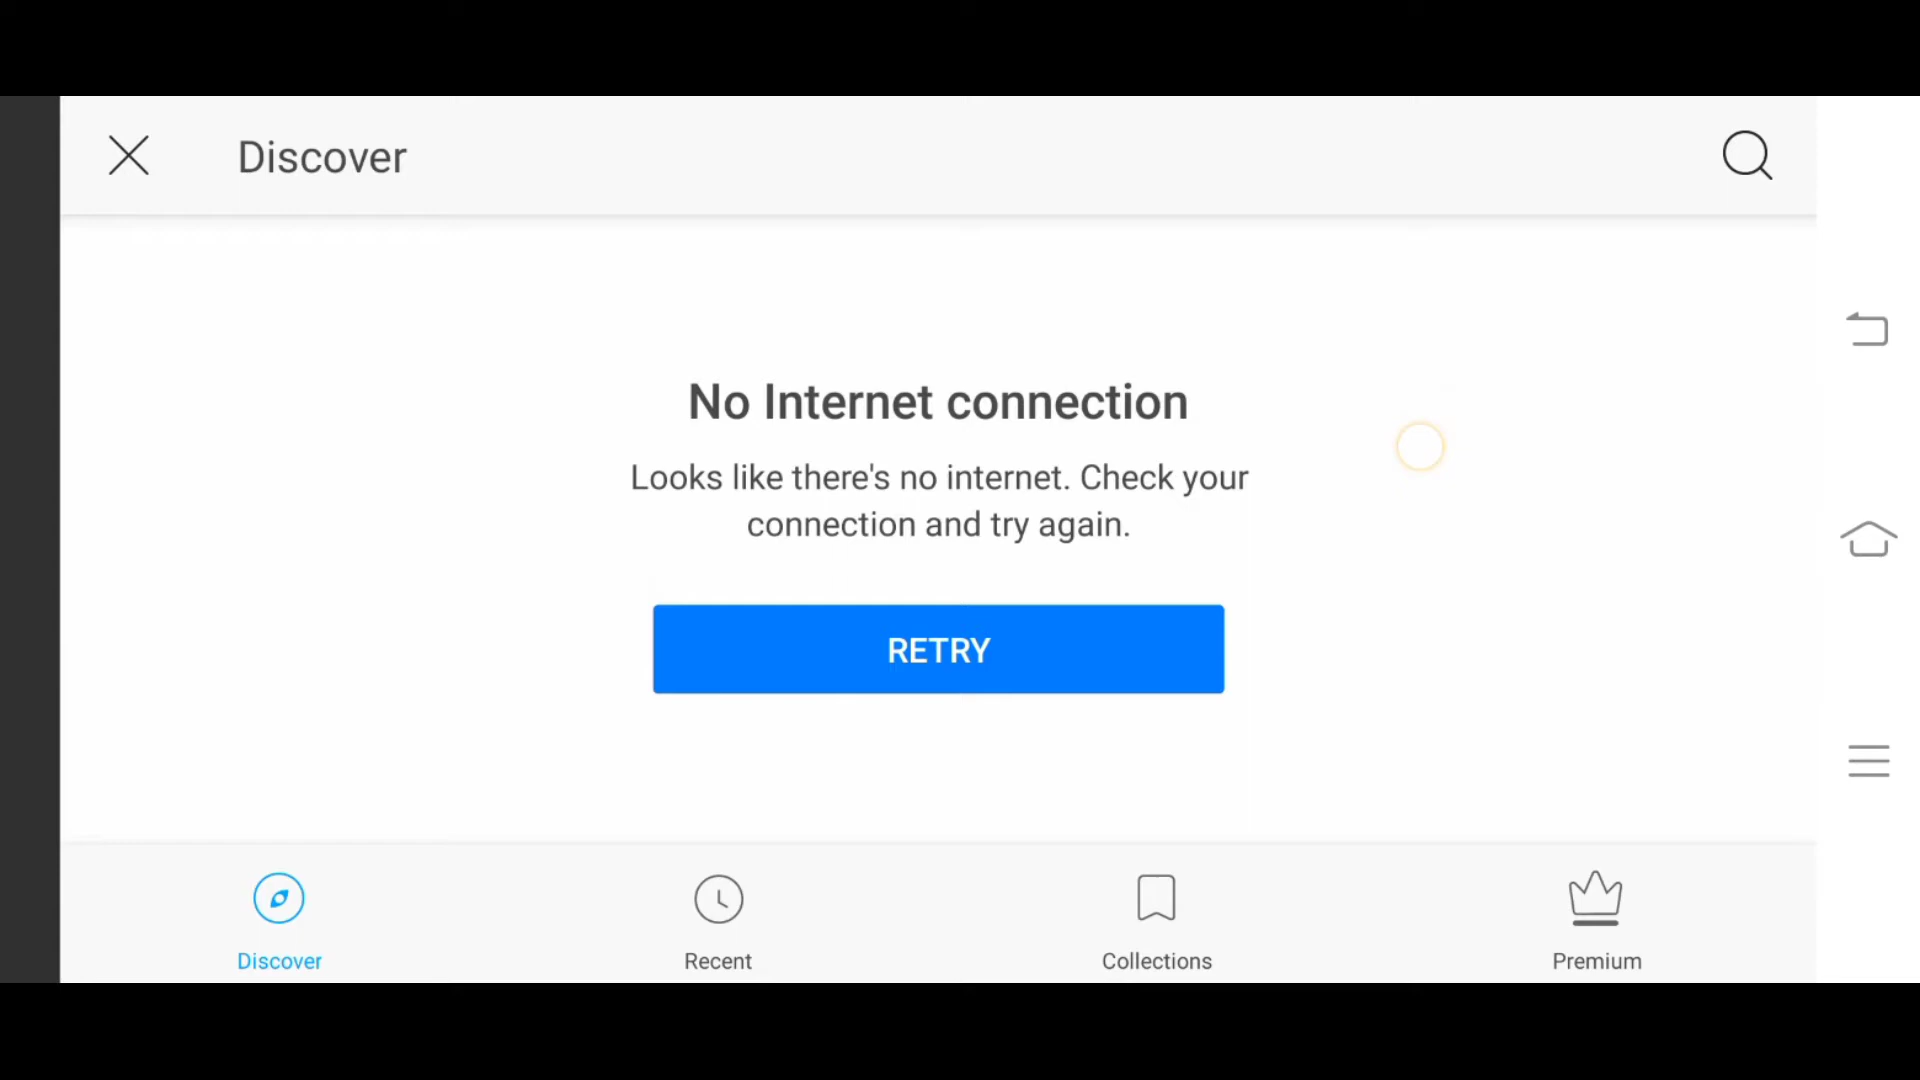 Discover
No Internet connection
Looks like there's no internet. Check your
connection and try again.
RETRY
Discover
Recent
Collections
Premium